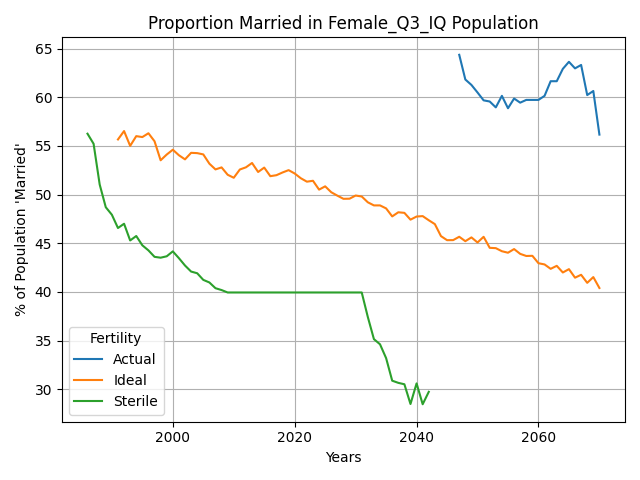 Proportion Married in Female_Q3_IQ Population
% of Population 'Married'
65
60
55
50
45
40
35
30
Fertility
Actual
Ideal
Sterile
2000 2020 2040 2060
Years